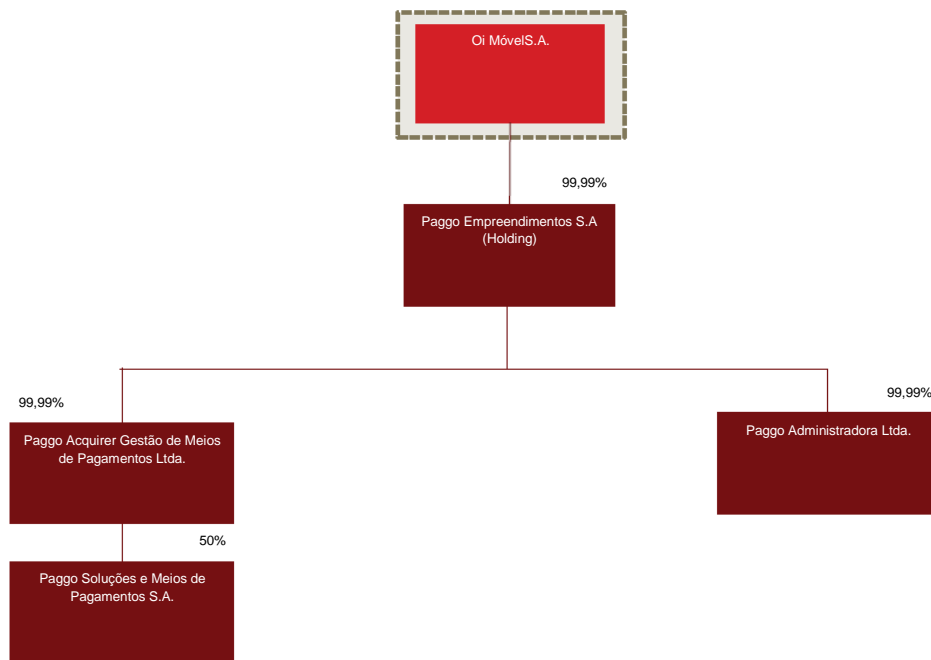 Oi MóvelS.A.
99,99%
Paggo Empreendimentos S.A
(Holding)
99,99%
99,99%
Paggo Acquirer Gestão de Meios
de Pagamentos Ltda.
Paggo Administradora Ltda.
50%
Paggo Soluções e Meios de
Pagamentos S.A.